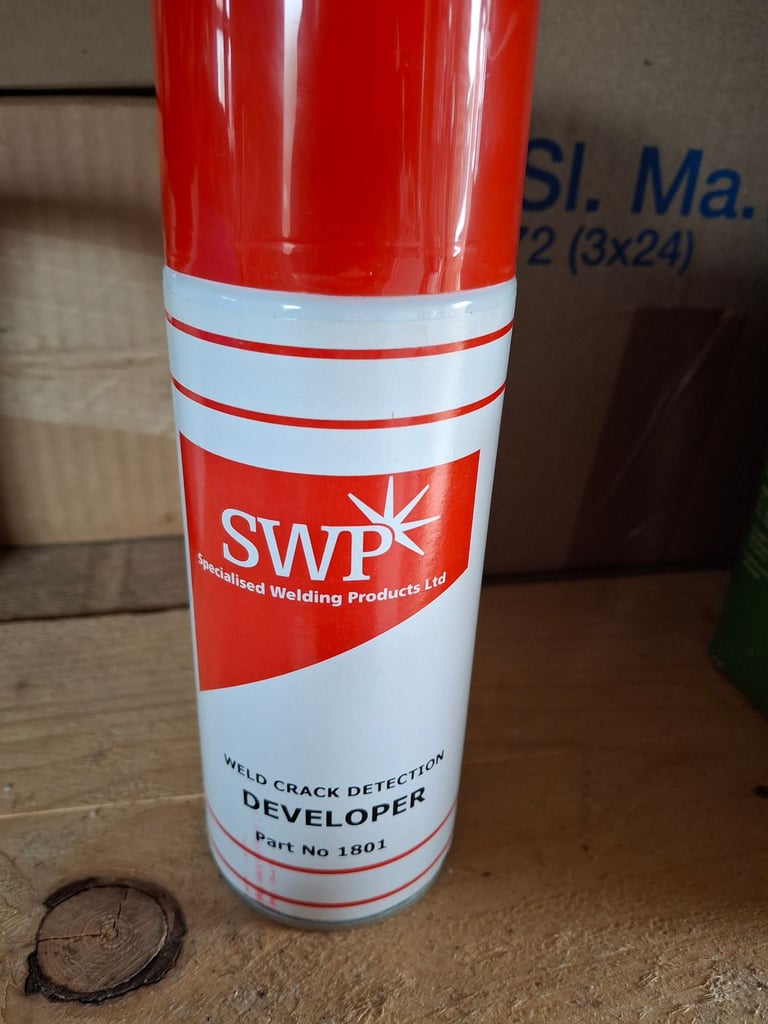 SWP
Specialised Welding Products Ltd
WELD CRACK DETECTION
DEVELOPER
Part No 1801
Sl. Ma.
72 (3x24)